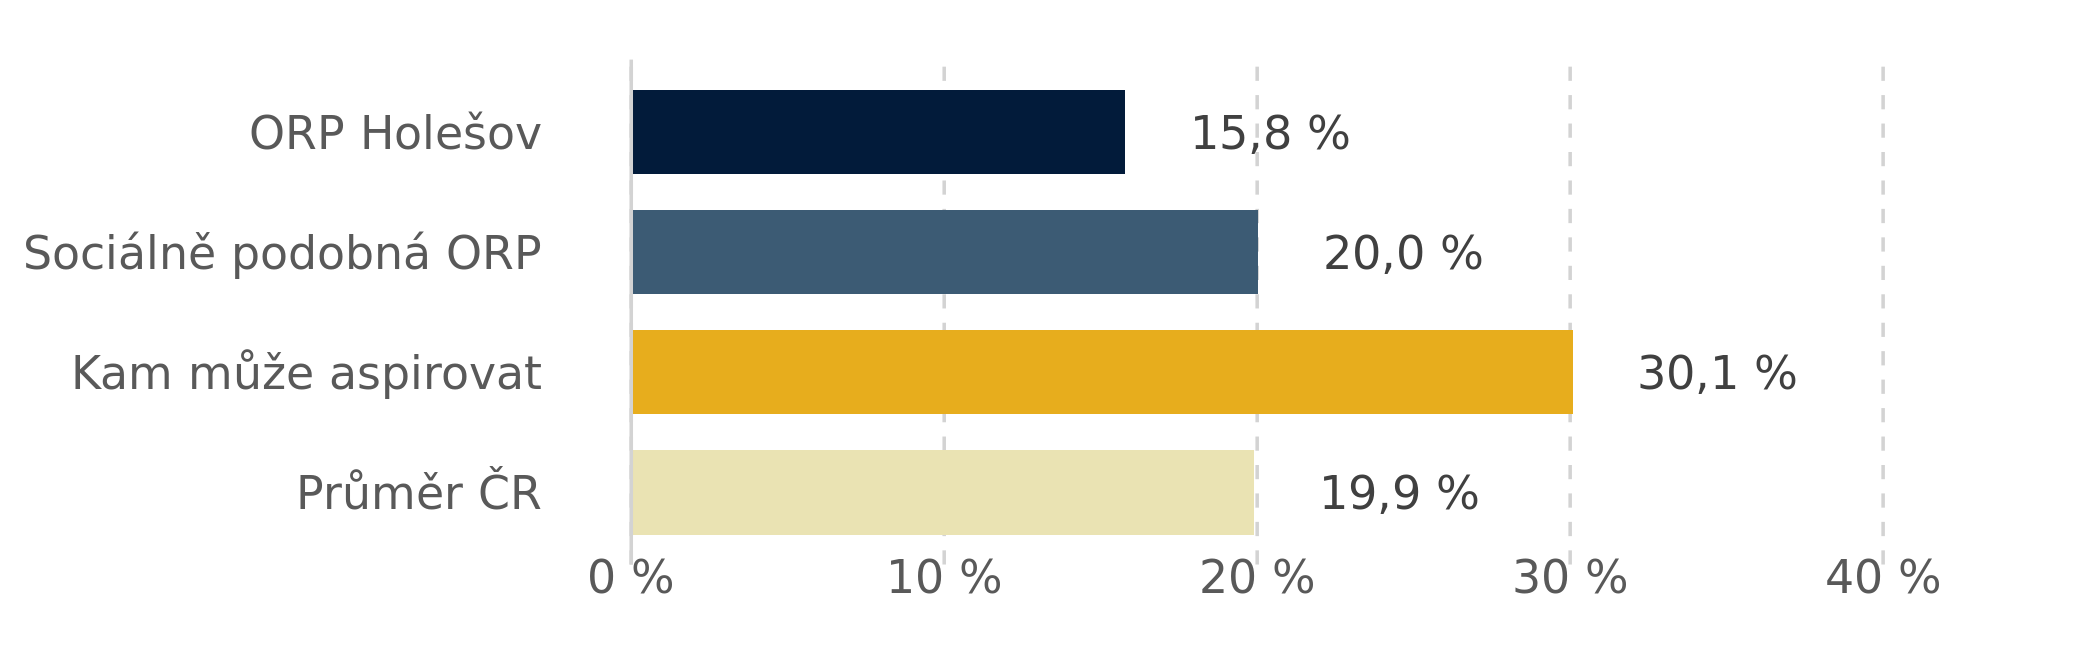 ORP Holešov 15,8 %
Sociálně podobná ORP 20,0 %
Kam může aspirovat 30,1 %
Průměr ČR 19,9 %
0 % 10 % 20 % 30 % 40 %